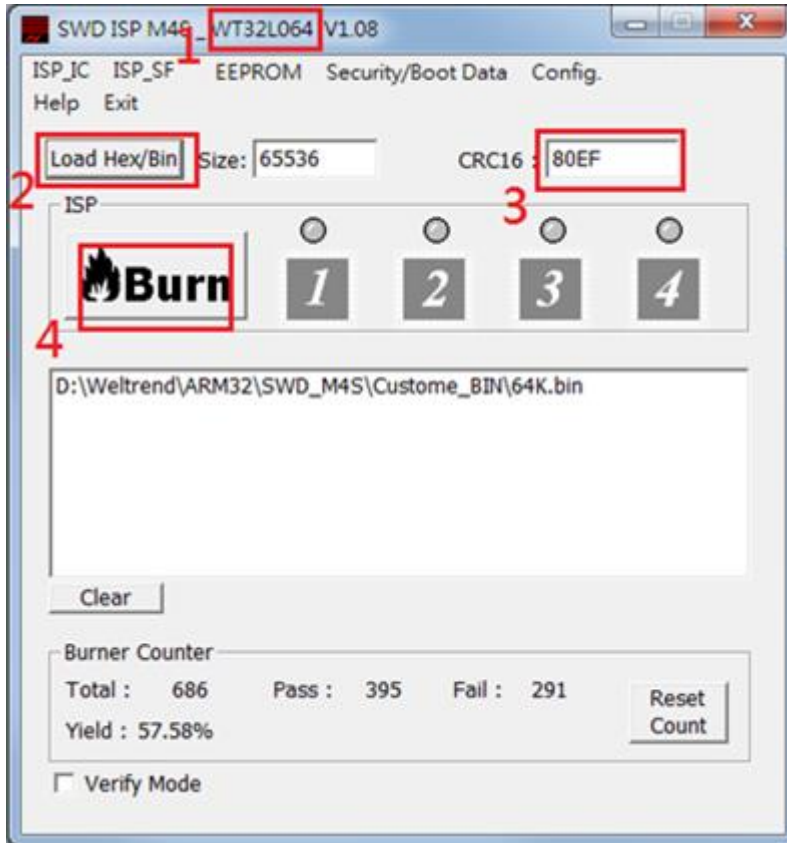 SWD ISP M4S _ WT32L064 V1.08
1
ISP_IC ISP_SF EEPROM Security/Boot Data Config.
Help Exit
Load Hex/Bin Size: 65536 CRC16 : 80EF
2 3
ISP
Burn 1 2 3 4
4
D:\Weltrend\ARM32\SWD_M4S\Custome_BIN\64K.bin
Clear
Burner Counter
Total : 686 Pass : 395 Fail : 291
Reset
Count
Yield : 57.58%
Verify Mode